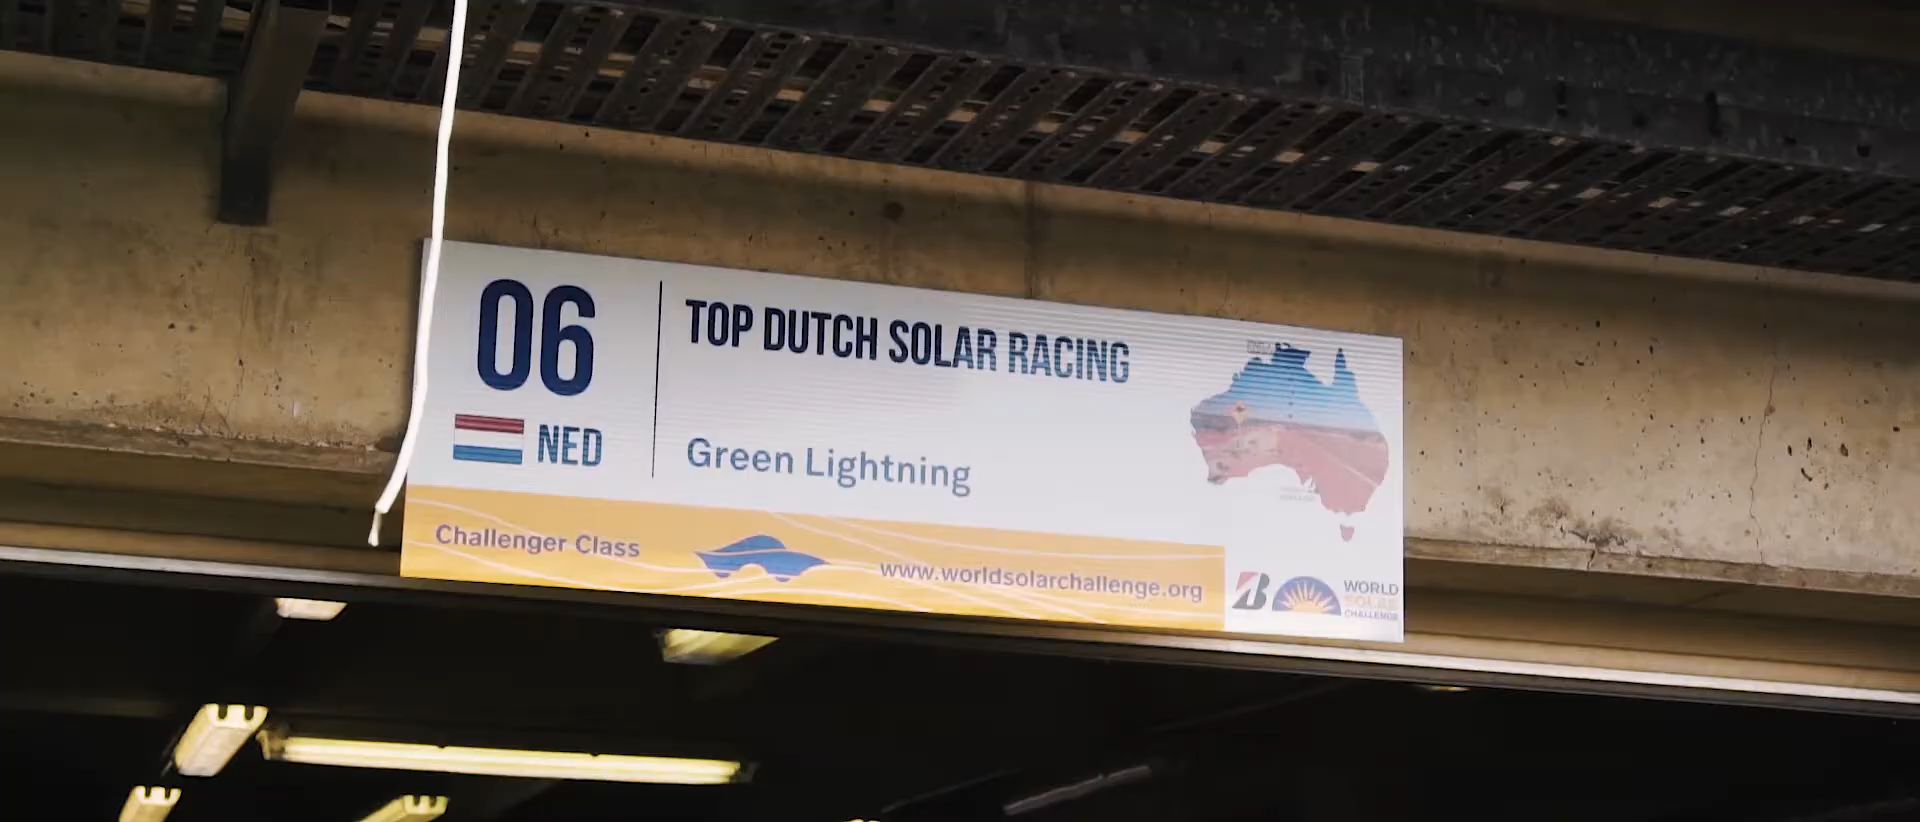 06
NED
TOP DUTCH SOLAR RACING
Green Lightning
Challenger Class
www.worldsolarchallenge.org
WORLD
SOLAR
CHALLENGE